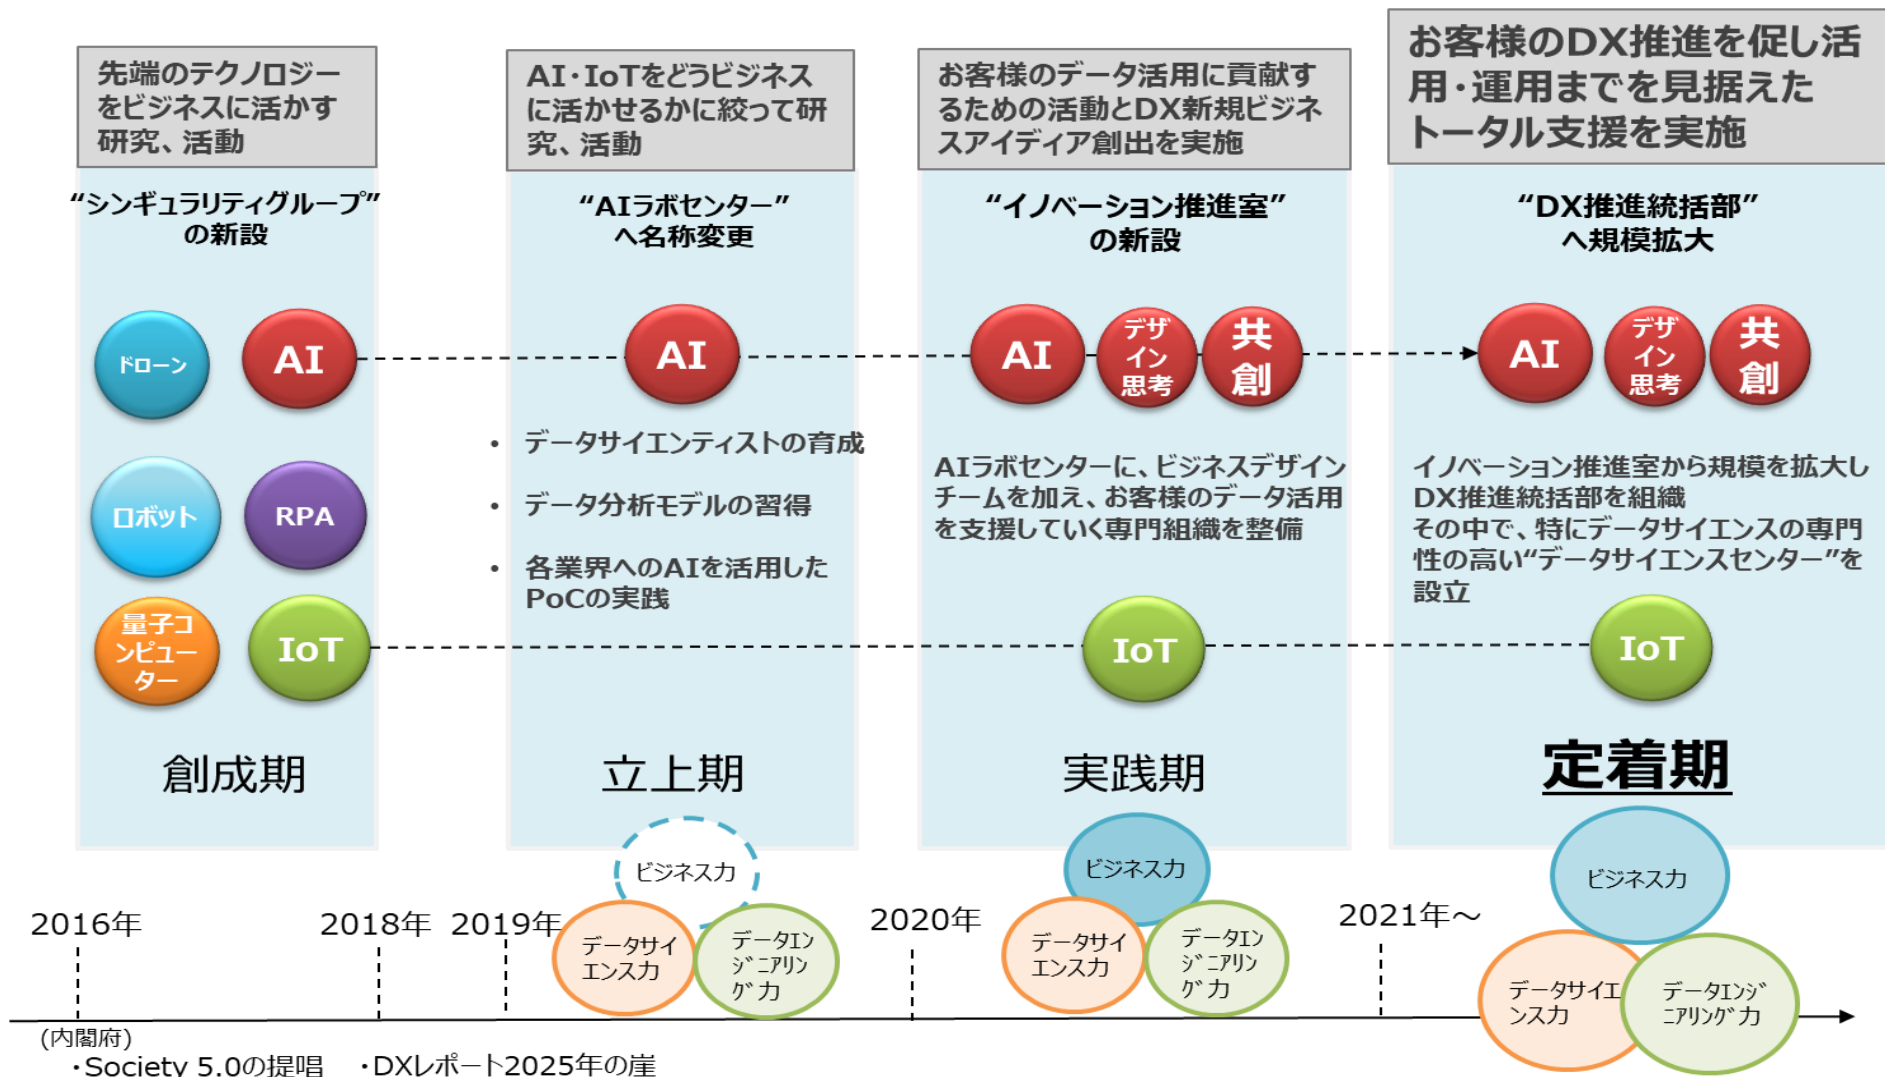 先端のテクノロジー
をビジネスに活かす
研究、活動
“シンギュラリティグループ”
の新設
ドローン
AI
ロボット
RPA
量子コ
ンピュー
ター
IoT
創成期
AI・IoTをどうビジネス
に活かせるかに絞って研
究、活動
“AIラボセンター”
へ名称変更
AI
• データサイエンティストの育成
• データ分析モデルの習得
• 各業界へのAIを活用した
PoCの実践
立上期
お客様のデータ活用に貢献す
るための活動とDX新規ビジネ
スアイディア創出を実施
“イノベーション推進室”
の新設
AI
デザ
イン
思考
共
創
AIラボセンターに、ビジネスデザイン
チームを加え、お客様のデータ活用
を支援していく専門組織を整備
IoT
実践期
お客様のDX推進を促し活
用・運用までを見据えた
トータル支援を実施
“DX推進統括部”
へ規模拡大
AI
デザ
イン
思考
共
創
イノベーション推進室から規模を拡大し
DX推進統括部を組織
その中で、特にデータサイエンスの専門
性の高い“データサイエンスセンター”を
設立
IoT
定着期
2016年
2018年
2019年
ビジネス力
データサイ
エンス力
データエン
ジニアリン
グ力
2020年
ビジネス力
データサイ
エンス力
データエン
ジニアリン
グ力
2021年～
ビジネス力
データサイエ
ンス力
データエンジ
ニアリング力
(内閣府)
・Society 5.0の提唱
・DXレポート2025年の崖